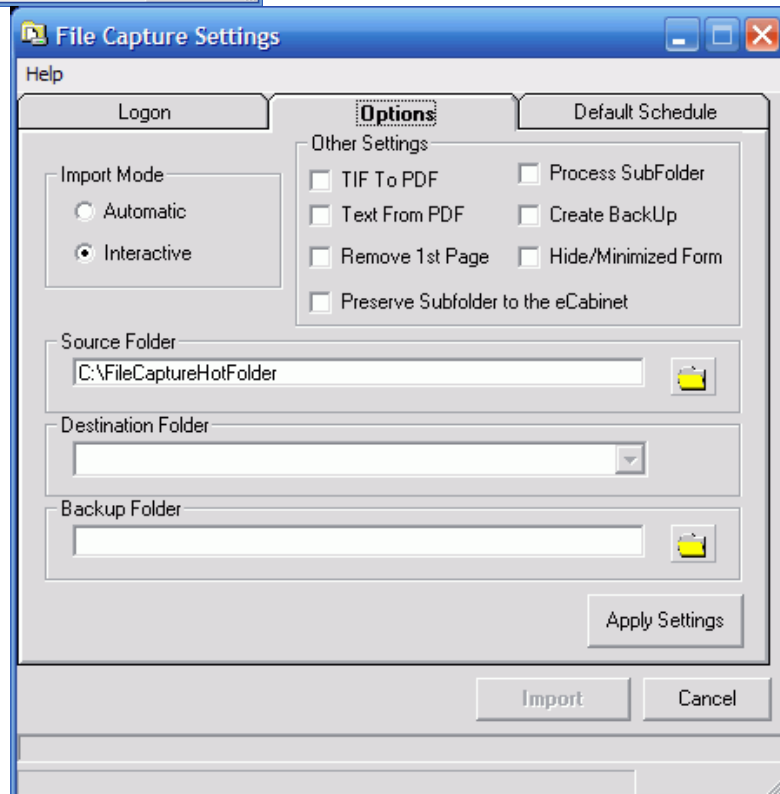 File Capture Settings
Help
Logon Options Default Schedule
Import Mode
Automatic
Interactive
Other Settings
TIF To PDF Process SubFolder
Text From PDF Create BackUp
Remove 1st Page Hide/Minimized Form
Preserve Subfolder to the eCabinet
Source Folder
C:\FileCaptureHotFolder
Destination Folder
Backup Folder
Apply Settings
Import Cancel